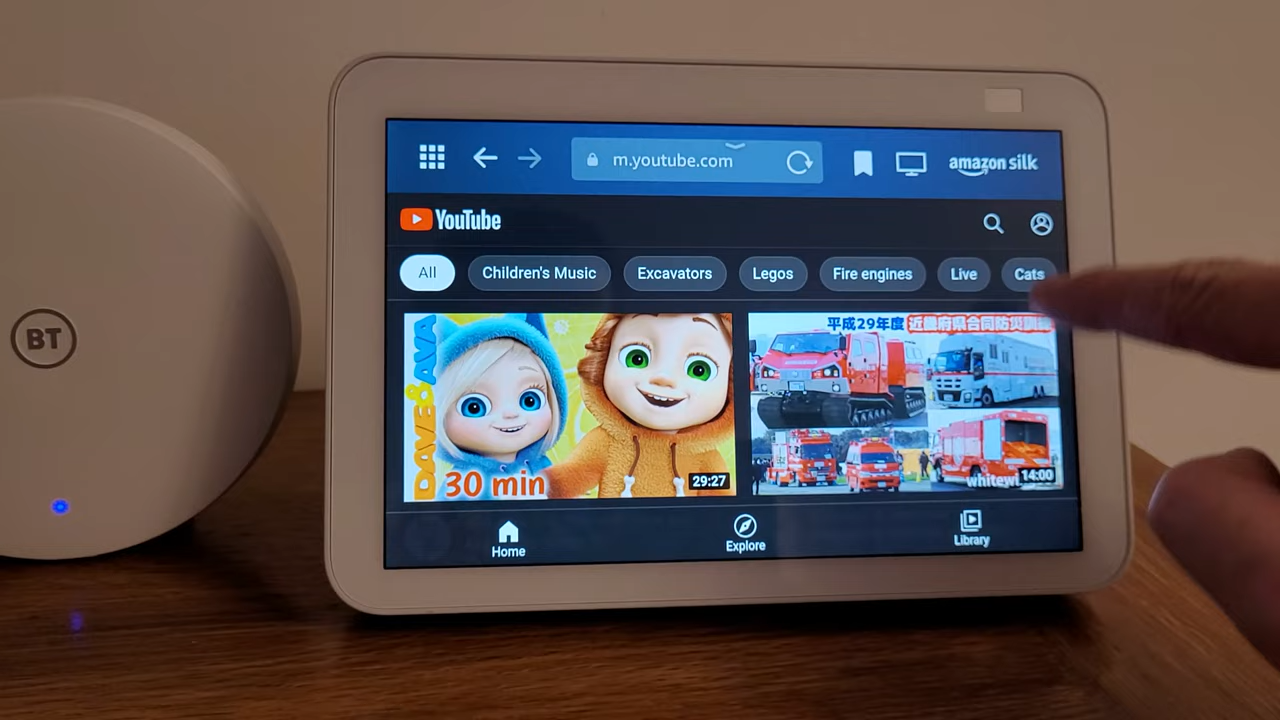 BT
m.youtube.com
amazon silk
YouTube
All
Children's Music
Excavators
Legos
Fire engines
Live
Cats
DAVE&AVA
30 min
29:27
平成29年度 近畿府県合同防災訓練
14:00
Home
Explore
Library